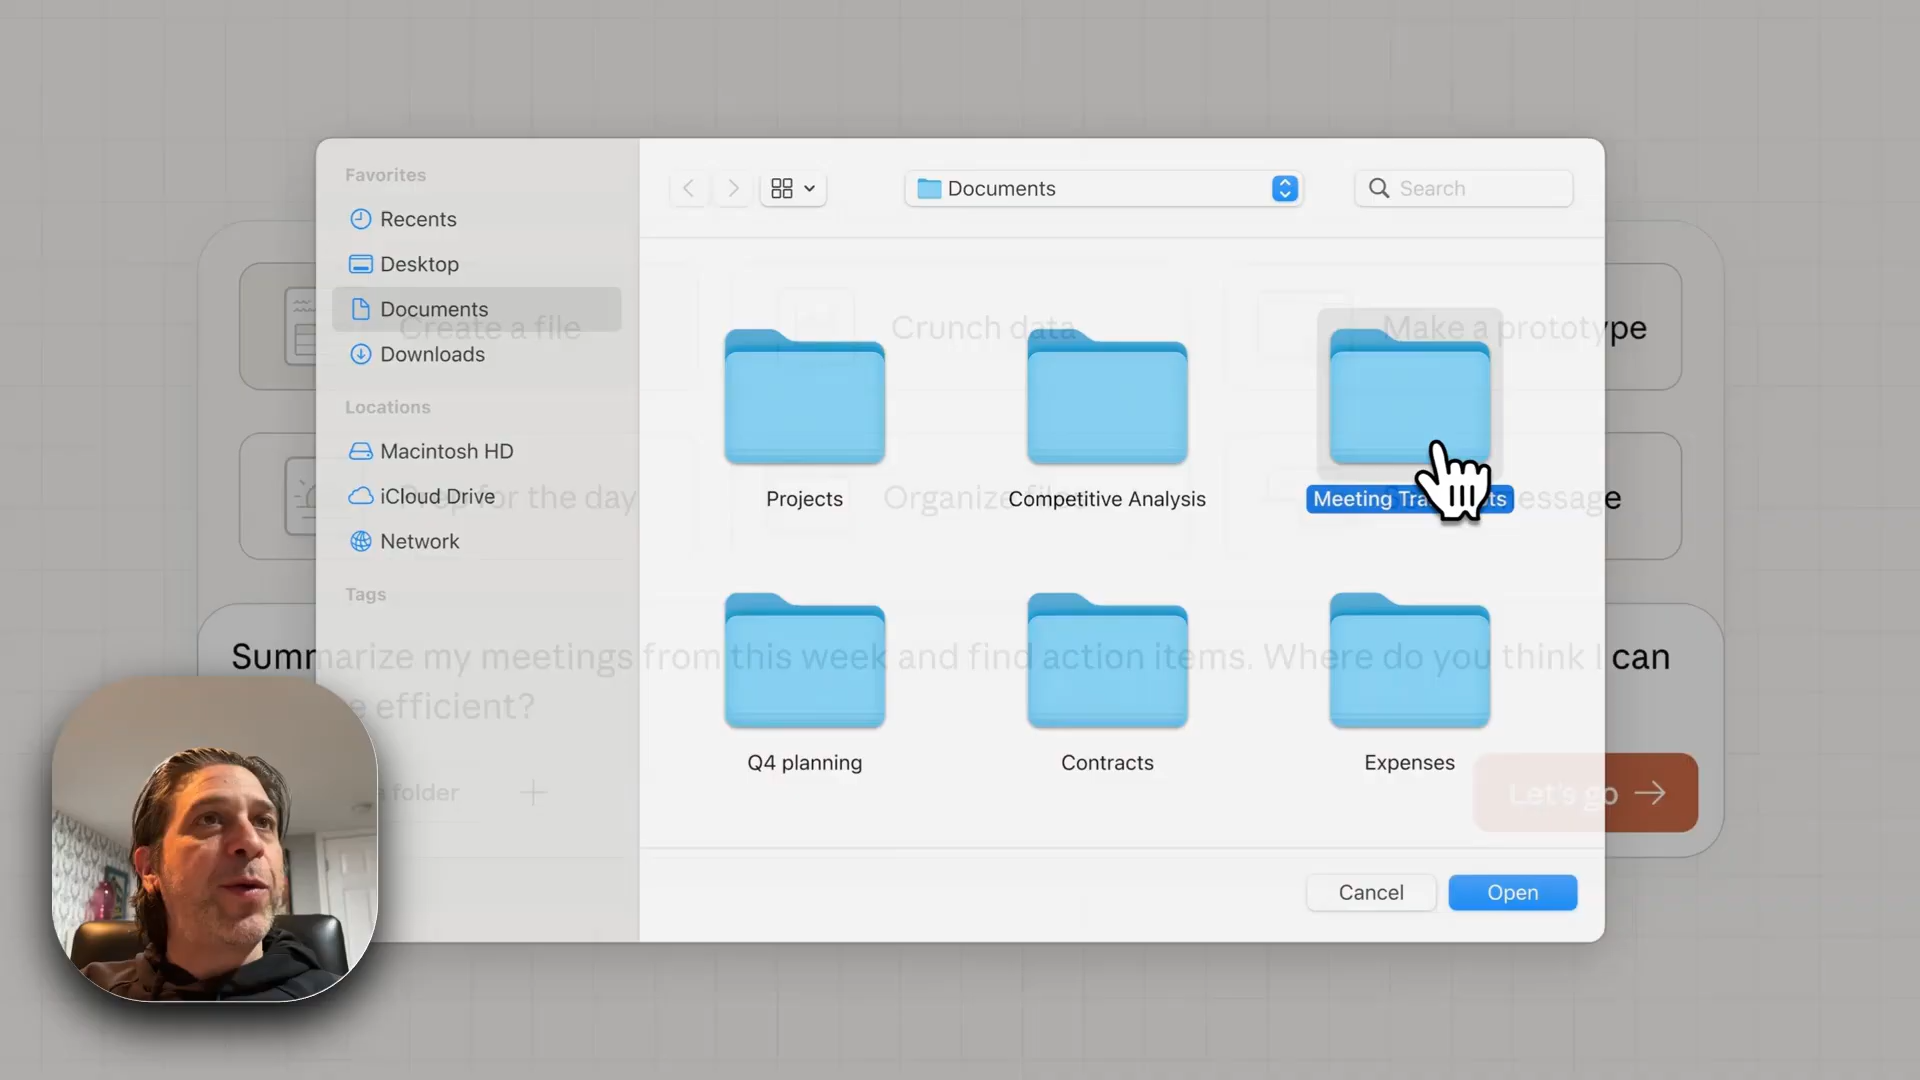 Favorites
Recents
Desktop
Documents
Downloads
Locations
Macintosh HD
iCloud Drive
Network
Tags
Documents
Search
Create a file
Crunch data
Make a prototype
Projects
Competitive Analysis
Meeting
Prep for the day
Organize files
essage
Summarize my meetings from this week and find action items. Where do you think I can
efficient?
Q4 planning
Contracts
Expenses
folder
Let's go
Cancel
Open